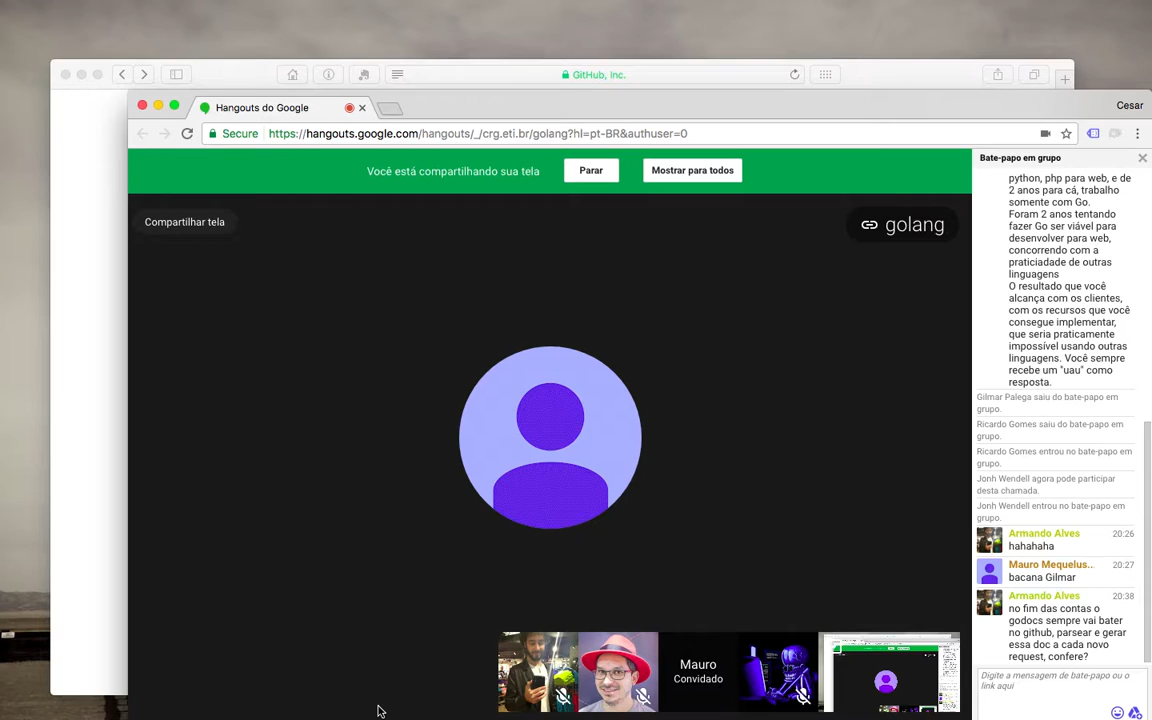 GitHub, Inc.
Hangouts do Google
Cesar
Secure
https://hangouts.google.com/hangouts/_/crg.eti.br/golang?hl=pt-BR&authuser=0
Você está compartilhando sua tela
Parar
Mostrar para todos
Compartilhar tela
golang
Bate-papo em grupo
python, php para web, e de
2 anos para cá, trabalho
somente com Go.
Foram 2 anos tentando
fazer Go ser viável para
desenvolver para web,
concorrendo com a
praticiadade de outras
linguagens
O resultado que você
alcança com os clientes,
com os recursos que você
consegue implementar,
que seria praticamente
impossível usando outras
linguagens. Você sempre
recebe um "uau" como
resposta.
Gilmar Palega saiu do bate-papo em
grupo.
Ricardo Gomes saiu do bate-papo em
grupo.
Ricardo Gomes entrou no bate-papo em
grupo.
Jonh Wendell agora pode participar
desta chamada.
Jonh Wendell entrou no bate-papo em
grupo.
Armando Alves 20:26
hahahaha
Mauro Mequelus.. 20:27
bacana Gilmar
Armando Alves 20:38
no fim das contas o
godocs sempre vai bater
no github, parsear e gerar
essa doc a cada novo
request, confere?
Mauro
Convidado
Digite a mensagem de bate-papo ou o
link aqui